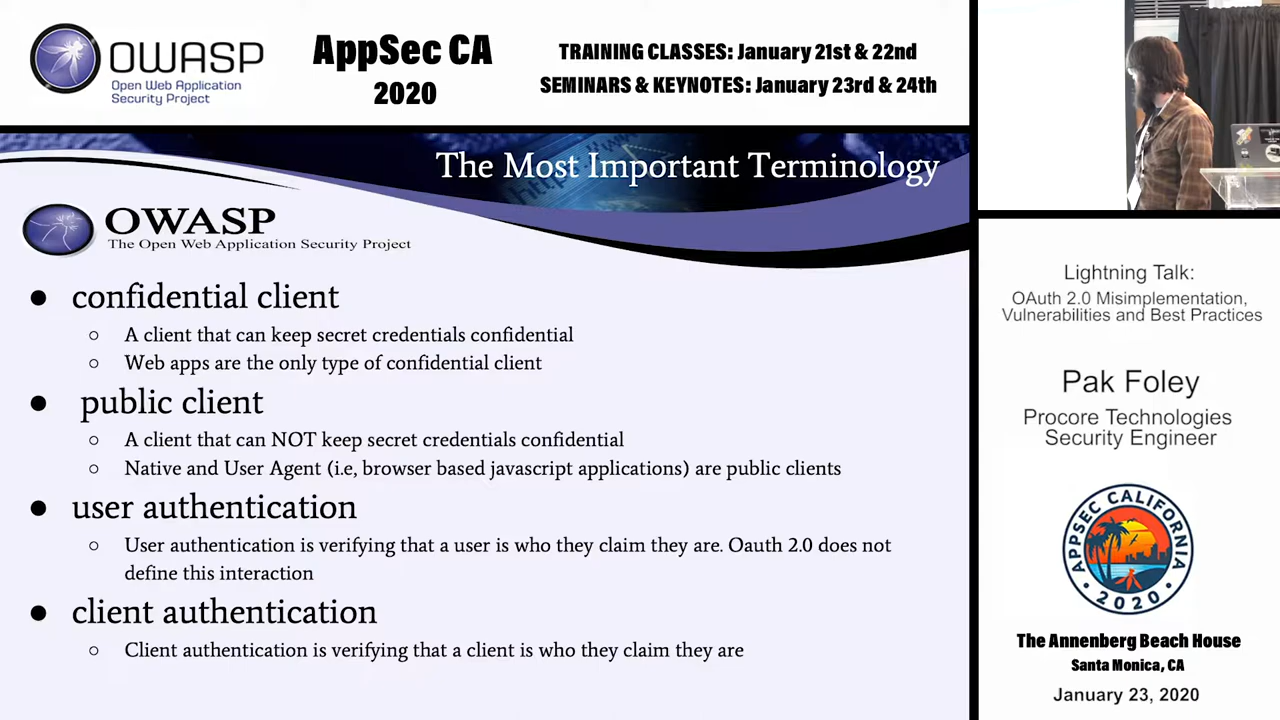 OWASP
Open Web Application
Security Project
AppSec CA
2020
TRAINING CLASSES: January 21st & 22nd
SEMINARS & KEYNOTES: January 23rd & 24th
The Most Important Terminology
OWASP
The Open Web Application Security Project
● confidential client
○ A client that can keep secret credentials confidential
○ Web apps are the only type of confidential client
● public client
○ A client that can NOT keep secret credentials confidential
○ Native and User Agent (i.e, browser based javascript applications) are public clients
● user authentication
○ User authentication is verifying that a user is who they claim they are. Oauth 2.0 does not
define this interaction
● client authentication
○ Client authentication is verifying that a client is who they claim they are
Lightning Talk:
OAuth 2.0 Misimplementation,
Vulnerabilities and Best Practices
Pak Foley
Procore Technologies
Security Engineer
APPSEC CALIFORNIA
2020
The Annenberg Beach House
Santa Monica, CA
January 23, 2020